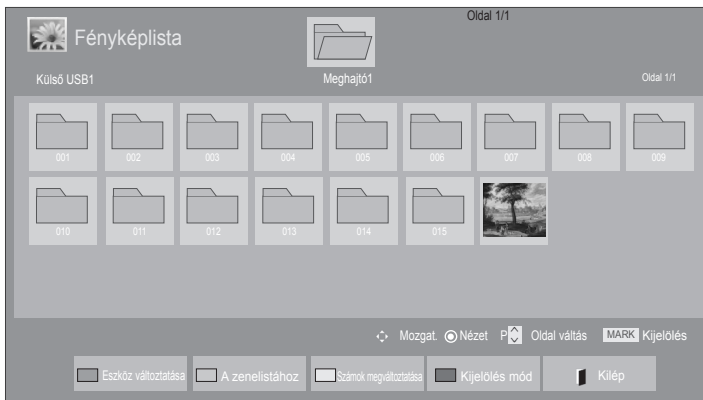 Oldal 1/1
Fényképlista
Külső USB1
Meghajtó1
Oldal 1/1
001 002 003 004 005 006 007 008 009
010 011 012 013 014 015
Mozgat. Nézet P Oldal váltás MARK Kijelölés
Eszköz változtatása A zenelistához Számok megváltoztatása Kijelölés mód Kilép